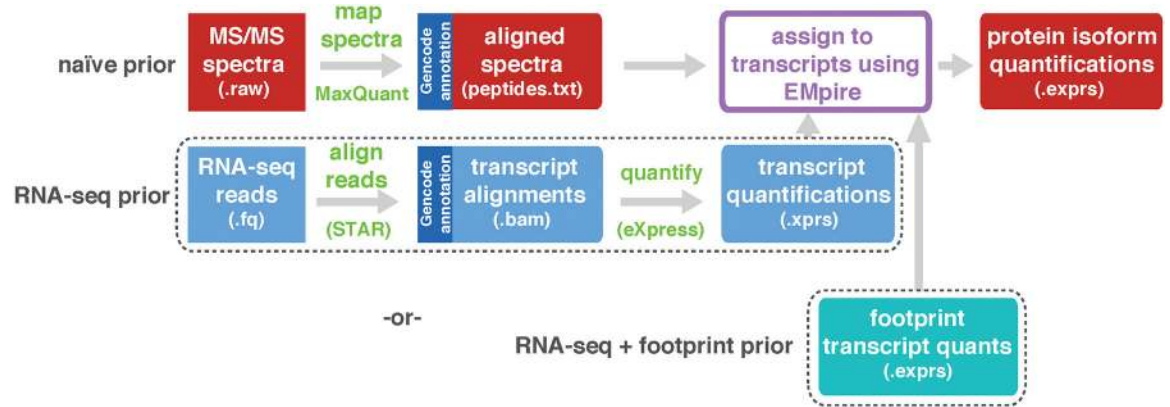 naïve prior
MS/MS
spectra
(.raw)
map
spectra
MaxQuant
Gencode
annotation
aligned
spectra
(peptides.txt)
assign to
transcripts using
EMpire
protein isoform
quantifications
(.exprs)
RNA-seq prior
RNA-seq
reads
(.fq)
align
reads
(STAR)
Gencode
annotation
transcript
alignments
(.bam)
quantify
(eXpress)
transcript
quantifications
(.xprs)
-or-
RNA-seq + footprint prior
footprint
transcript quants
(.exprs)